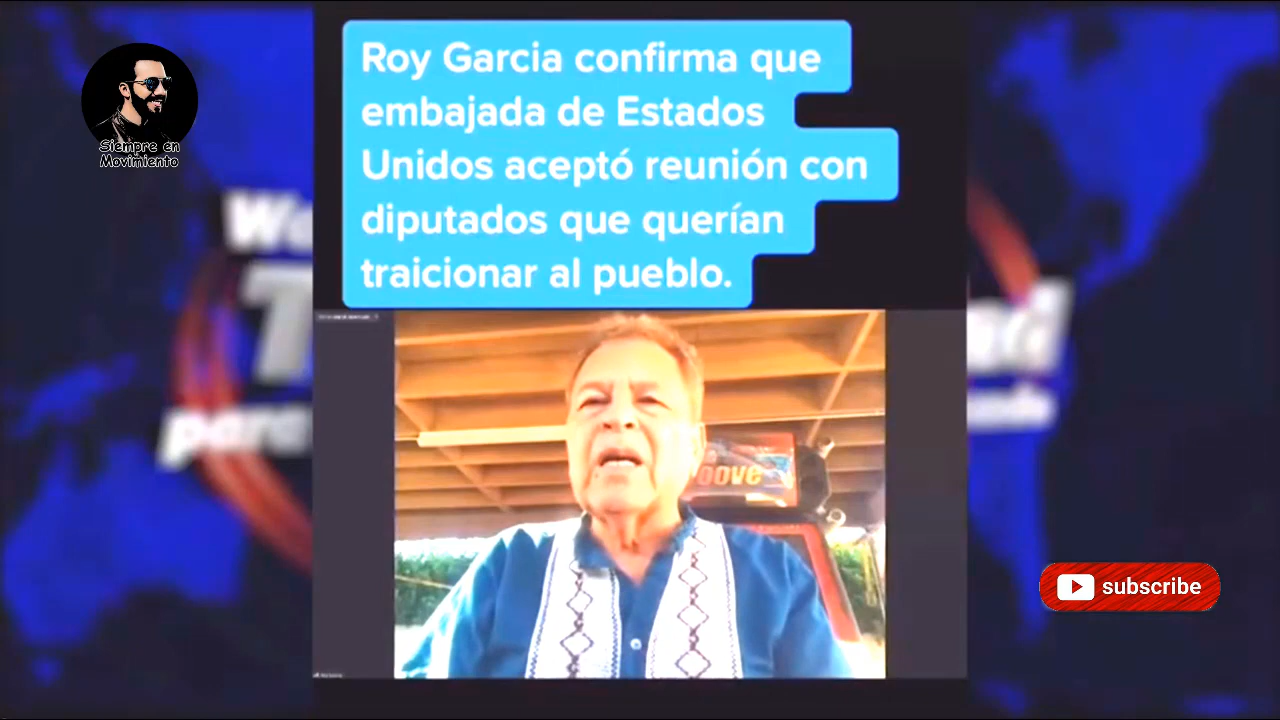 Roy Garcia confirma que
embajada de Estados
Unidos aceptó reunión con
diputados que querían
traicionar al pueblo.
Siempre en
Movimiento
oove
subscribe